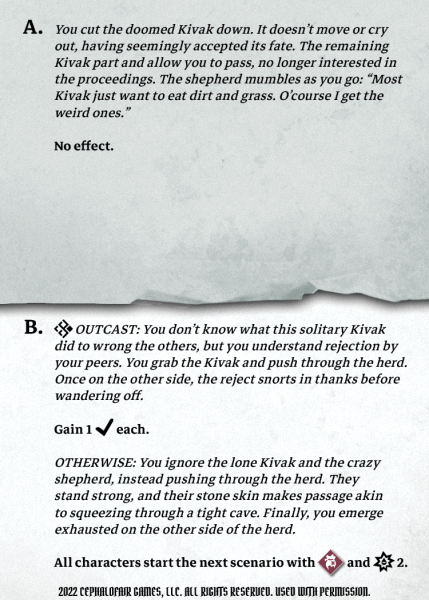 A. You cut the doomed Kivak down. It doesn’t move or cry
out, having seemingly accepted its fate. The remaining
Kivak part and allow you to pass, no longer interested in
the proceedings. The shepherd mumbles as you go: “Most
Kivak just want to eat dirt and grass. O’course I get the
weird ones.”
No effect.
B. OUTCAST: You don’t know what this solitary Kivak
did to wrong the others, but you understand rejection by
your peers. You grab the Kivak and push through the herd.
Once on the other side, the reject snorts in thanks before
wandering off.
Gain 1 ✔ each.
OTHERWISE: You ignore the lone Kivak and the crazy
shepherd, instead pushing through the herd. They
stand strong, and their stone skin makes passage akin
to squeezing through a tight cave. Finally, you emerge
exhausted on the other side of the herd.
All characters start the next scenario with and 2.
2022 CEPHALOFAIR GAMES, LLC. ALL RIGHTS RESERVED. USED WITH PERMISSION.